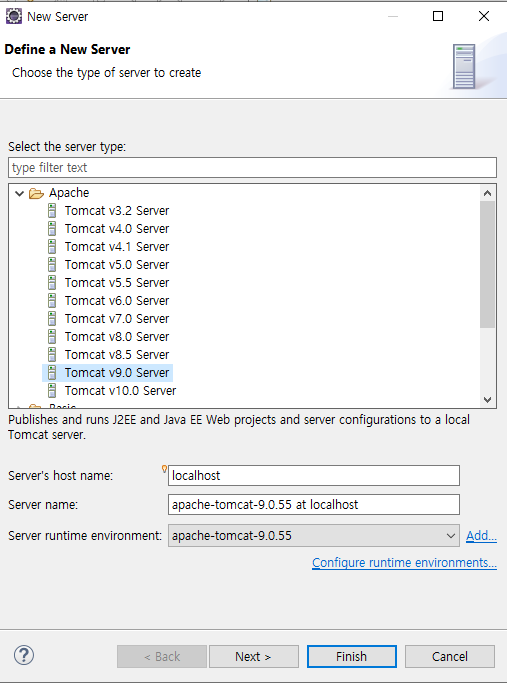 New Server
Define a New Server
Choose the type of server to create
Select the server type:
type filter text
Apache
Tomcat v3.2 Server
Tomcat v4.0 Server
Tomcat v4.1 Server
Tomcat v5.0 Server
Tomcat v5.5 Server
Tomcat v6.0 Server
Tomcat v7.0 Server
Tomcat v8.0 Server
Tomcat v8.5 Server
Tomcat v9.0 Server
Tomcat v10.0 Server
Basic
Publishes and runs J2EE and Java EE Web projects and server configurations to a local
Tomcat server.
Server's host name: localhost
Server name: apache-tomcat-9.0.55 at localhost
Server runtime environment: apache-tomcat-9.0.55 Add...
Configure runtime environments...
? < Back Next > Finish Cancel